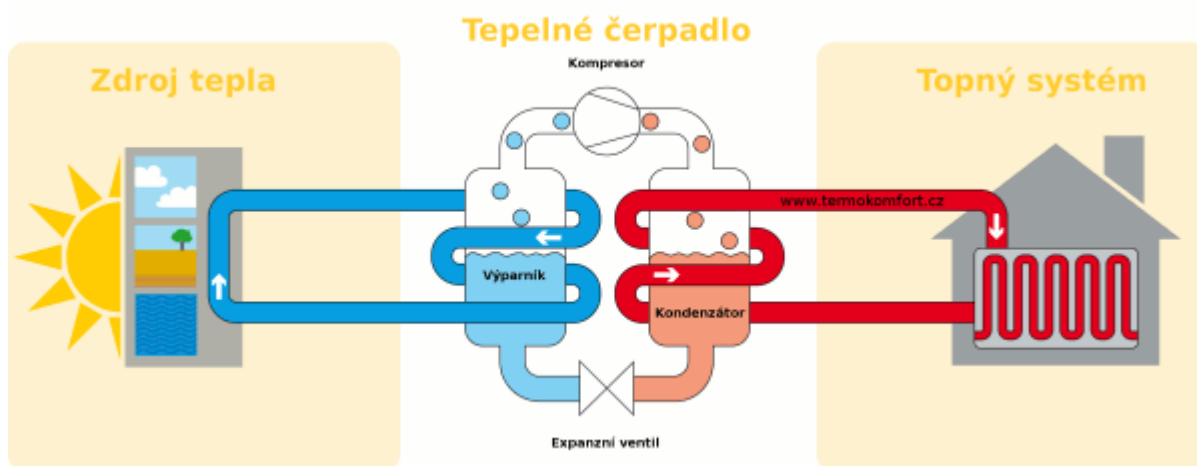 Tepelné čerpadlo
Kompresor
Zdroj tepla
Topný systém
www.termokomfort.cz
Výparník
Kondenzátor
Expanzní ventil